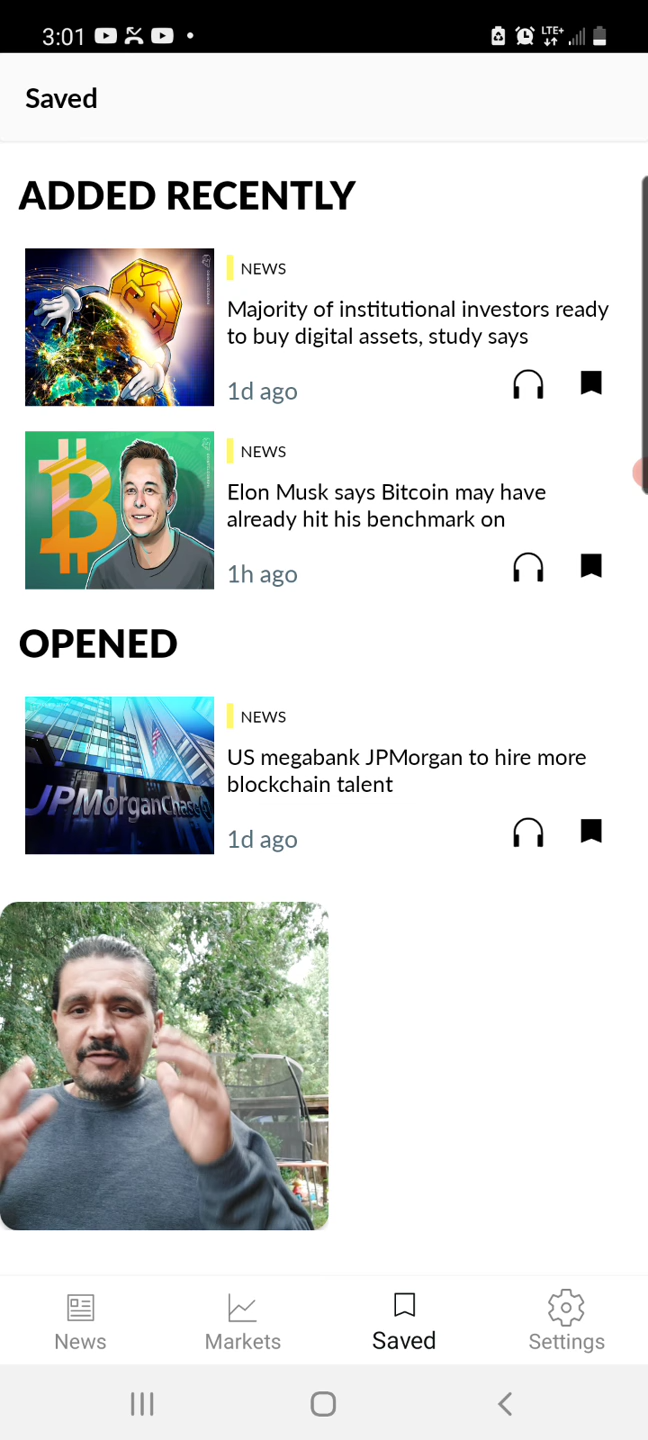 3:01
LTE+
Saved
ADDED RECENTLY
NEWS
Majority of institutional investors ready
to buy digital assets, study says
1d ago
NEWS
Elon Musk says Bitcoin may have
already hit his benchmark on
1h ago
OPENED
NEWS
US megabank JPMorgan to hire more
blockchain talent
JPMorganChase
1d ago
News
Markets
Saved
Settings